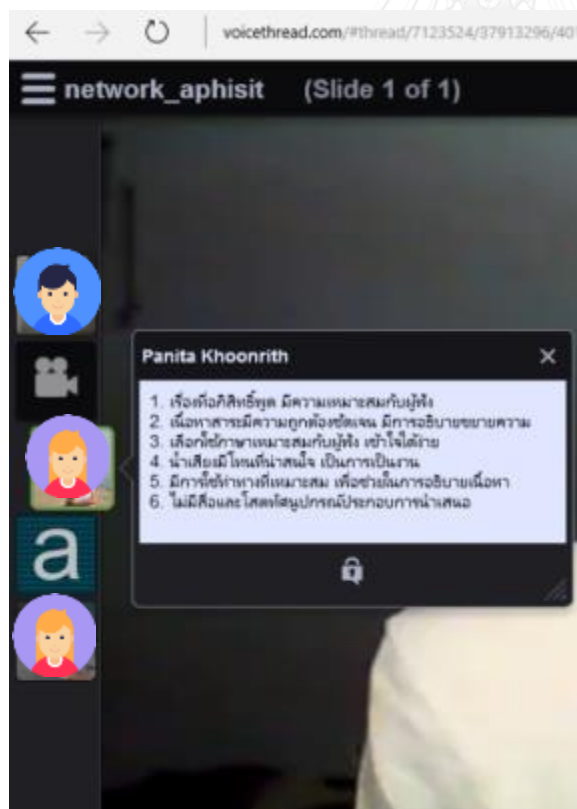 voicethread.com/#thread/7123524/37913296/401
network_aphisit (Slide 1 of 1)
Panita Khoonrith
1. เรื่องที่อภิสิทธิ์พูด มีความเหมาะสมกับผู้ฟัง
2. เนื้อหาสาระมีความถูกต้องชัดเจน มีการอธิบายขยายความ
3. เลือกใช้ภาษาเหมาะสมกับผู้ฟัง เข้าใจได้ง่าย
4. น้ำเสียงมีโทนที่น่าสนใจ เป็นการเป็นงาน
5. มีการใช้ท่าทางที่เหมาะสม เพื่อช่วยในการอธิบายเนื้อหา
6. ไม่มีสื่อและโสตทัศนูปกรณ์ประกอบการนำเสนอ
a